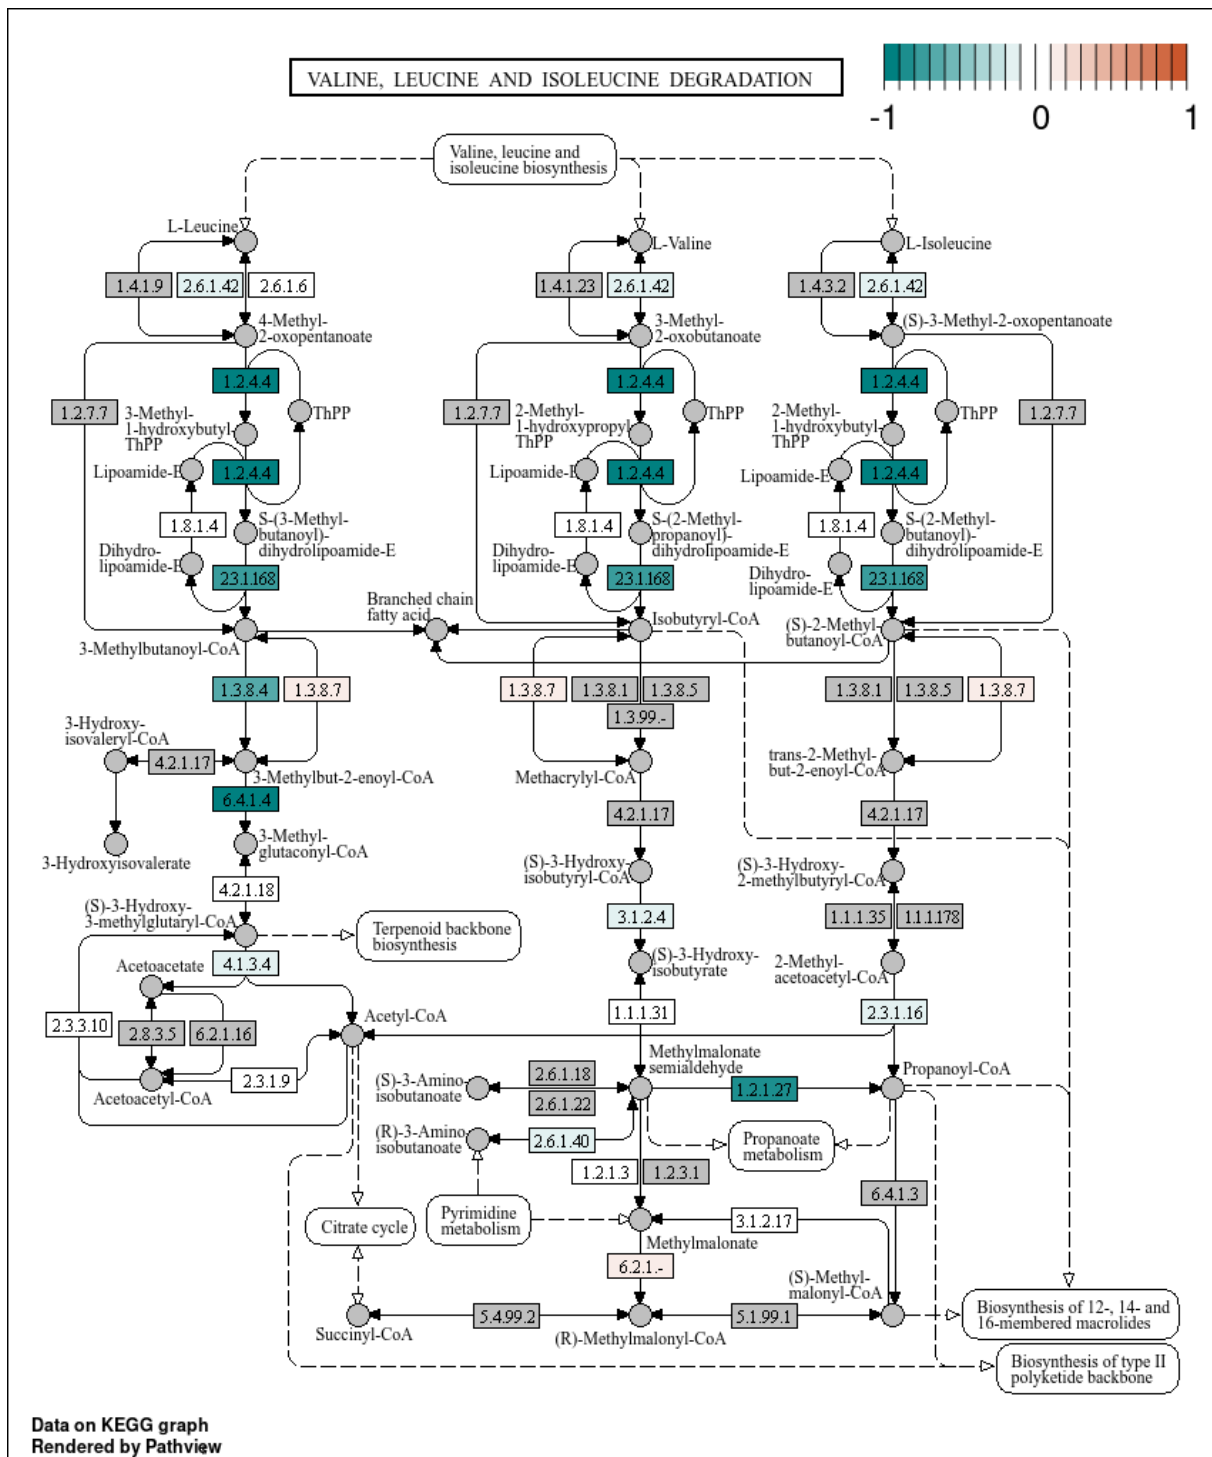 VALINE, LEUCINE AND ISOLEUCINE DEGRADATION
-1
0
1
Valine, leucine and
isoleucine biosynthesis
L-Leucine
L-Valine
L-Isoleucine
1.4.1.9
2.6.1.42
2.6.1.6
1.4.1.23
2.6.1.42
1.4.3.2
2.6.1.42
4-Methyl-
2-oxopentanoate
3-Methyl-
2-oxobutanoate
(S)-3-Methyl-2-oxopentanoate
1.2.4.4
1.2.4.4
1.2.4.4
1.2.7.7
3-Methyl-
1-hydroxybutyl-
ThPP
ThPP
1.2.7.7
2-Methyl-
1-hydroxypropyl
ThPP
ThPP
2-Methyl-
1-hydroxybutyl-
ThPP
ThPP
1.2.7.7
Lipoamide-E
1.2.4.4
Lipoamide-E
1.2.4.4
Lipoamide-E
1.2.4.4
1.8.1.4
S-(3-Methyl-
butanoyl)-
dihydrolipoamide-E
1.8.1.4
S-(2-Methyl-
propanoyl)-
dihydrolipoamide-E
1.8.1.4
S-(2-Methyl-
butanoyl)-
dihydrolipoamide-E
Dihydro-
lipoamide-E
2.3.1.168
Dihydro-
lipoamide-E
2.3.1.168
Dihydro-
lipoamide-E
2.3.1.168
Branched chain
fatty acid
3-Methylbutanoyl-CoA
Isobutyryl-CoA
(S)-2-Methyl
butanoyl-CoA
1.3.8.4
1.3.8.7
1.3.8.7
1.3.8.1
1.3.8.5
1.3.99.-
1.3.8.1
1.3.8.5
1.3.8.7
3-Hydroxy-
isovaleryl-CoA
4.2.1.17
3-Methylbut-2-enoyl-CoA
Methacrylyl-CoA
trans-2-Methyl-
but-2-enoyl-CoA
6.4.1.4
4.2.1.17
4.2.1.17
3-Hydroxyisovalerate
3-Methyl-
glutaconyl-CoA
(S)-3-Hydroxy-
isobutyryl-CoA
(S)-3-Hydroxy-
2-methylbutyryl-CoA
4.2.1.18
(S)-3-Hydroxy-
3-methylglutaryl-CoA
Terpenoid backbone
biosynthesis
3.1.2.4
1.1.1.35
1.1.1.178
4.1.3.4
Acetoacetate
(S)-3-Hydroxy-
isobutyrate
2-Methyl-
acetoacetyl-CoA
2.3.3.10
2.8.3.5
6.2.1.16
Acetyl-CoA
1.1.1.31
2.3.1.16
2.3.1.9
Acetoacetyl-CoA
Methylmalonate
semialdehyde
Propanoyl-CoA
(S)-3-Amino-
isobutanoate
2.6.1.18
2.6.1.22
1.2.1.27
(R)-3-Amino-
isobutanoate
2.6.1.40
Propanoate
metabolism
1.2.1.3
1.2.3.1
6.4.1.3
Citrate cycle
Pyrimidine
metabolism
3.1.2.17
Methylmalonate
6.2.1.-
(S)-Methyl-
malonyl-CoA
Succinyl-CoA
5.4.99.2
(R)-Methylmalonyl-CoA
5.1.99.1
Biosynthesis of 12-, 14- and
16-membered macrolides
Biosynthesis of type II
polyketide backbone
Data on KEGG graph
Rendered by Pathview